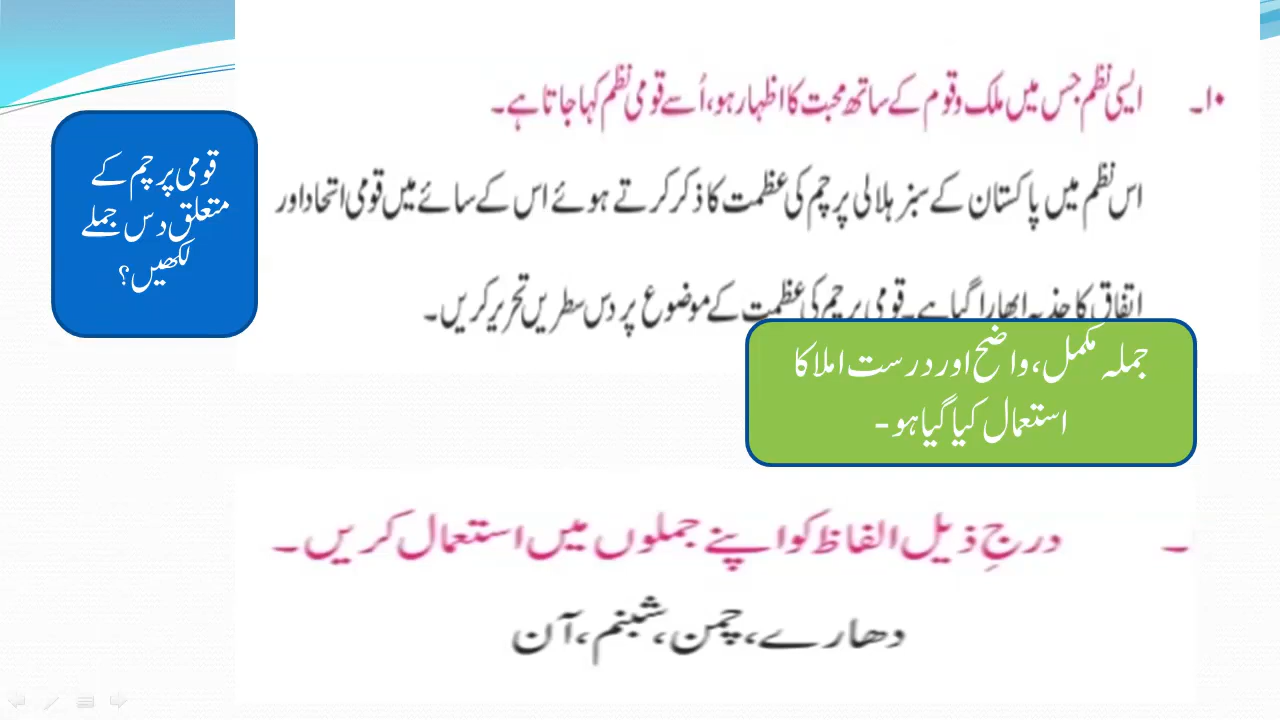 ۱۰۔ ایسی نظم جس میں ملک و قوم کے ساتھ محبت کا اظہار ہو، اُسے قومی نظم کہا جاتا ہے۔
اس نظم میں پاکستان کے سبز ہلالی پرچم کی عظمت کا ذکر کرتے ہوئے اس کے سائے میں قومی اتحاد اور
اتفاق کا جذبہ ابھارا گیا ہے۔ قومی پرچم کی عظمت کے موضوع پر دس سطریں تحریر کریں۔
قومی پرچم کے
متعلق دس جملے
لکھیں؟
جملہ مکمل، واضح اور درست املا کا
استعمال کیا گیا ہو -
۔ درجِ ذیل الفاظ کو اپنے جملوں میں استعمال کریں۔
دھارے، چمن، شبنم، آن